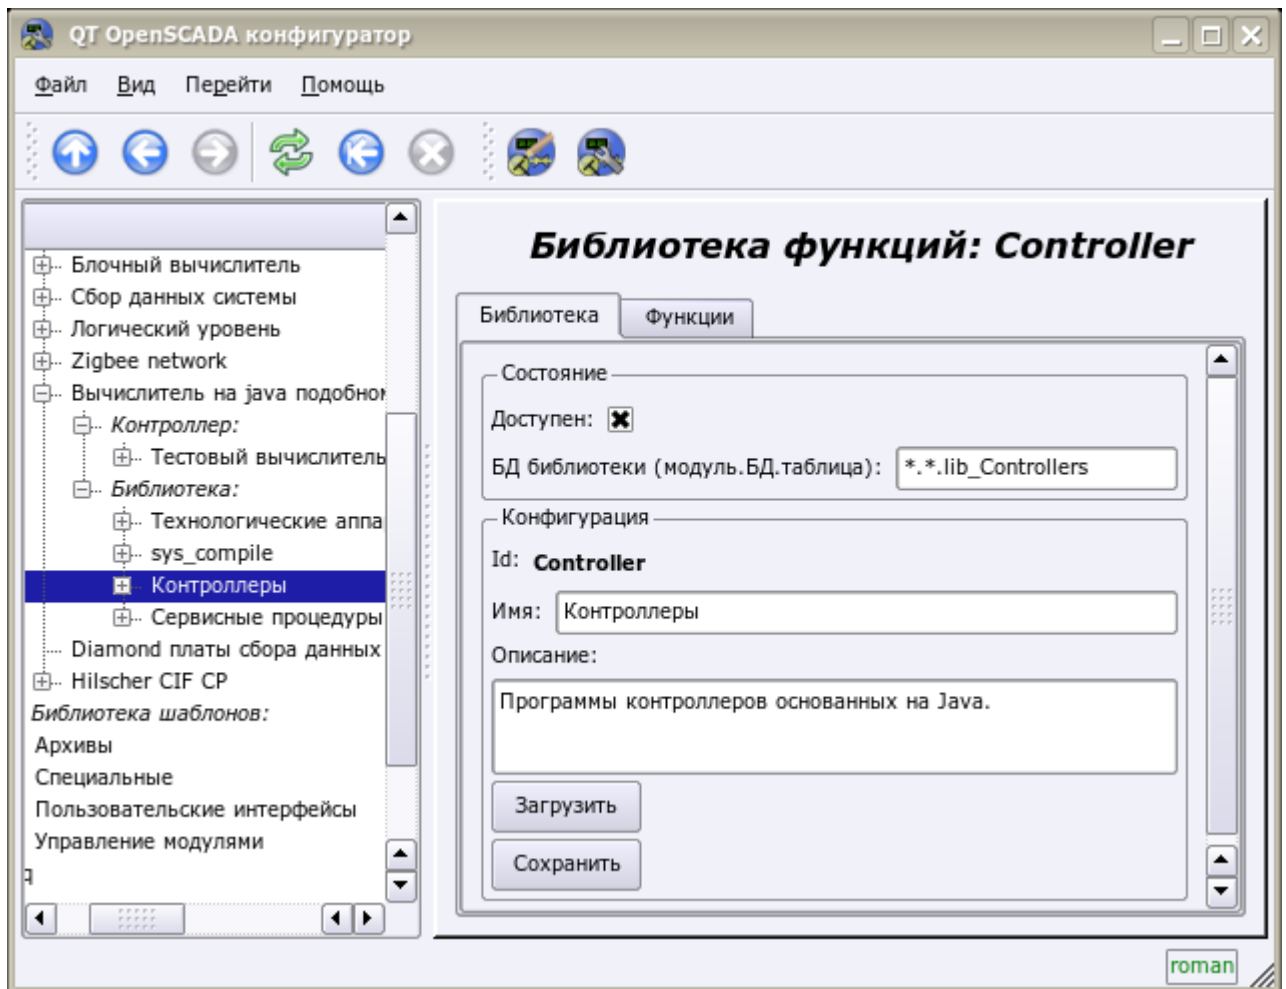 QT OpenSCADA конфигуратор
Файл Вид Перейти Помощь
Блочный вычислитель
Сбор данных системы
Логический уровень
Zigbee network
Вычислитель на java подобном
Контроллер:
Тестовый вычислитель
Библиотека:
Технологические аппа
sys_compile
Контроллеры
Сервисные процедуры
Diamond платы сбора данных
Hilscher CIF CP
Библиотека шаблонов:
Архивы
Специальные
Пользовательские интерфейсы
Управление модулями
я
Библиотека функций: Controller
Библиотека Функции
Состояние
Доступен:
БД библиотеки (модуль.БД.таблица): *.*.lib_Controllers
Конфигурация
Id: Controller
Имя: Контроллеры
Описание:
Программы контроллеров основанных на Java.
Загрузить
Сохранить
roman